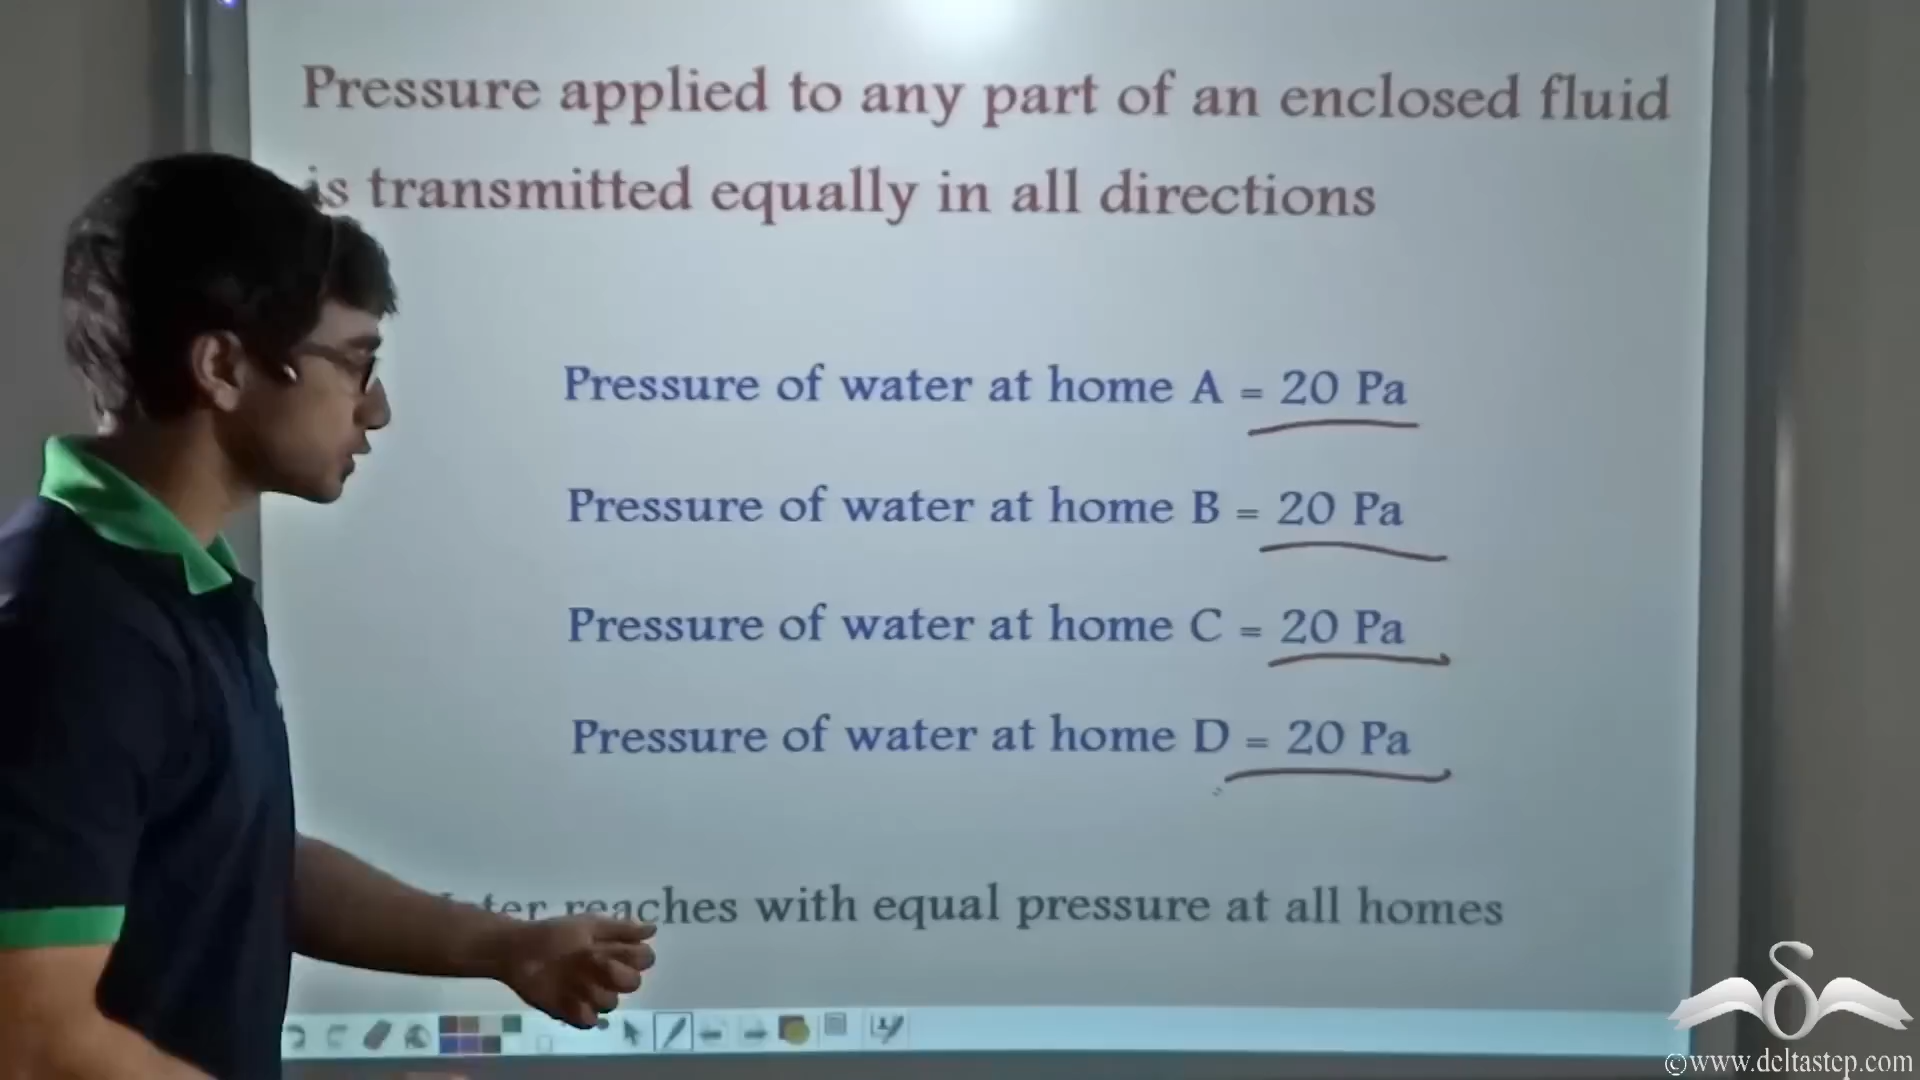 Pressure applied to any part of an enclosed fluid
is transmitted equally in all directions
Pressure of water at home A = 20 Pa
Pressure of water at home B = 20 Pa
Pressure of water at home C = 20 Pa
Pressure of water at home D = 20 Pa
reaches with equal pressure at all homes
©www.deltastep.com